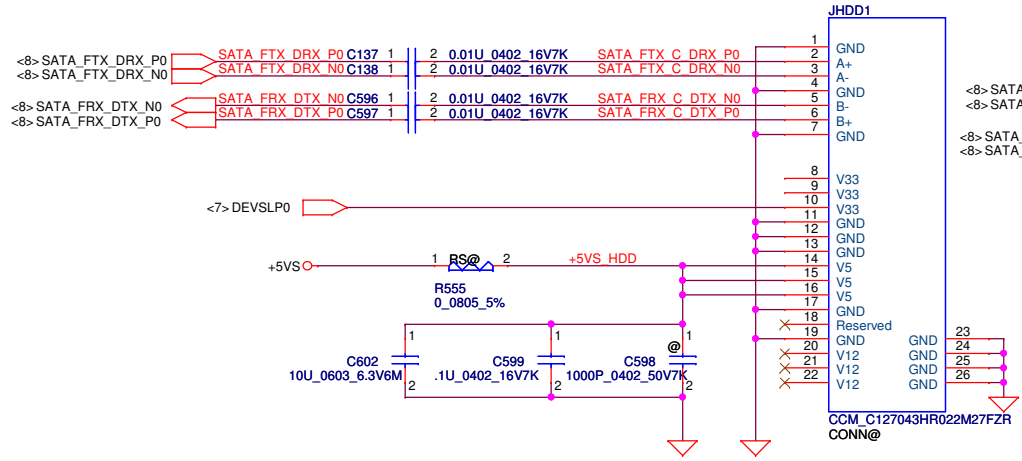 JHDD1
<8> SATA_FTX_DRX_P0 SATA_FTX_DRX_P0 C137 1 2 0.01U_0402_16V7K SATA_FTX_C_DRX_P0
<8> SATA_FTX_DRX_N0 SATA_FTX_DRX_N0 C138 1 2 0.01U_0402_16V7K SATA_FTX_C_DRX_N0
<8> SATA_FRX_DTX_N0 SATA_FRX_DTX_N0 C596 1 2 0.01U_0402_16V7K SATA_FRX_C_DTX_N0
<8> SATA_FRX_DTX_P0 SATA_FRX_DTX_P0 C597 1 2 0.01U_0402_16V7K SATA_FRX_C_DTX_P0
1 GND
2 A+
3 A-
4 GND
5 B-
6 B+
7 GND
8 V33
9 V33
10 V33
11 GND
12 GND
13 GND
14 V5
15 V5
16 V5
17 GND
18 Reserved
19 GND
20 V12
21 V12
22 V12
GND 23
GND 24
GND 25
GND 26
<8> SATA
<8> SATA
<8> SATA_
<8> SATA_
<7> DEVSLP0
+5VS 1 RS@ 2 +5VS_HDD
R555
0_0805_5%
1 1 1
@
C602 C599 C598
10U_0603_6.3V6M .1U_0402_16V7K 1000P_0402_50V7K
2 2 2
CCM_C127043HR022M27FZR
CONN@